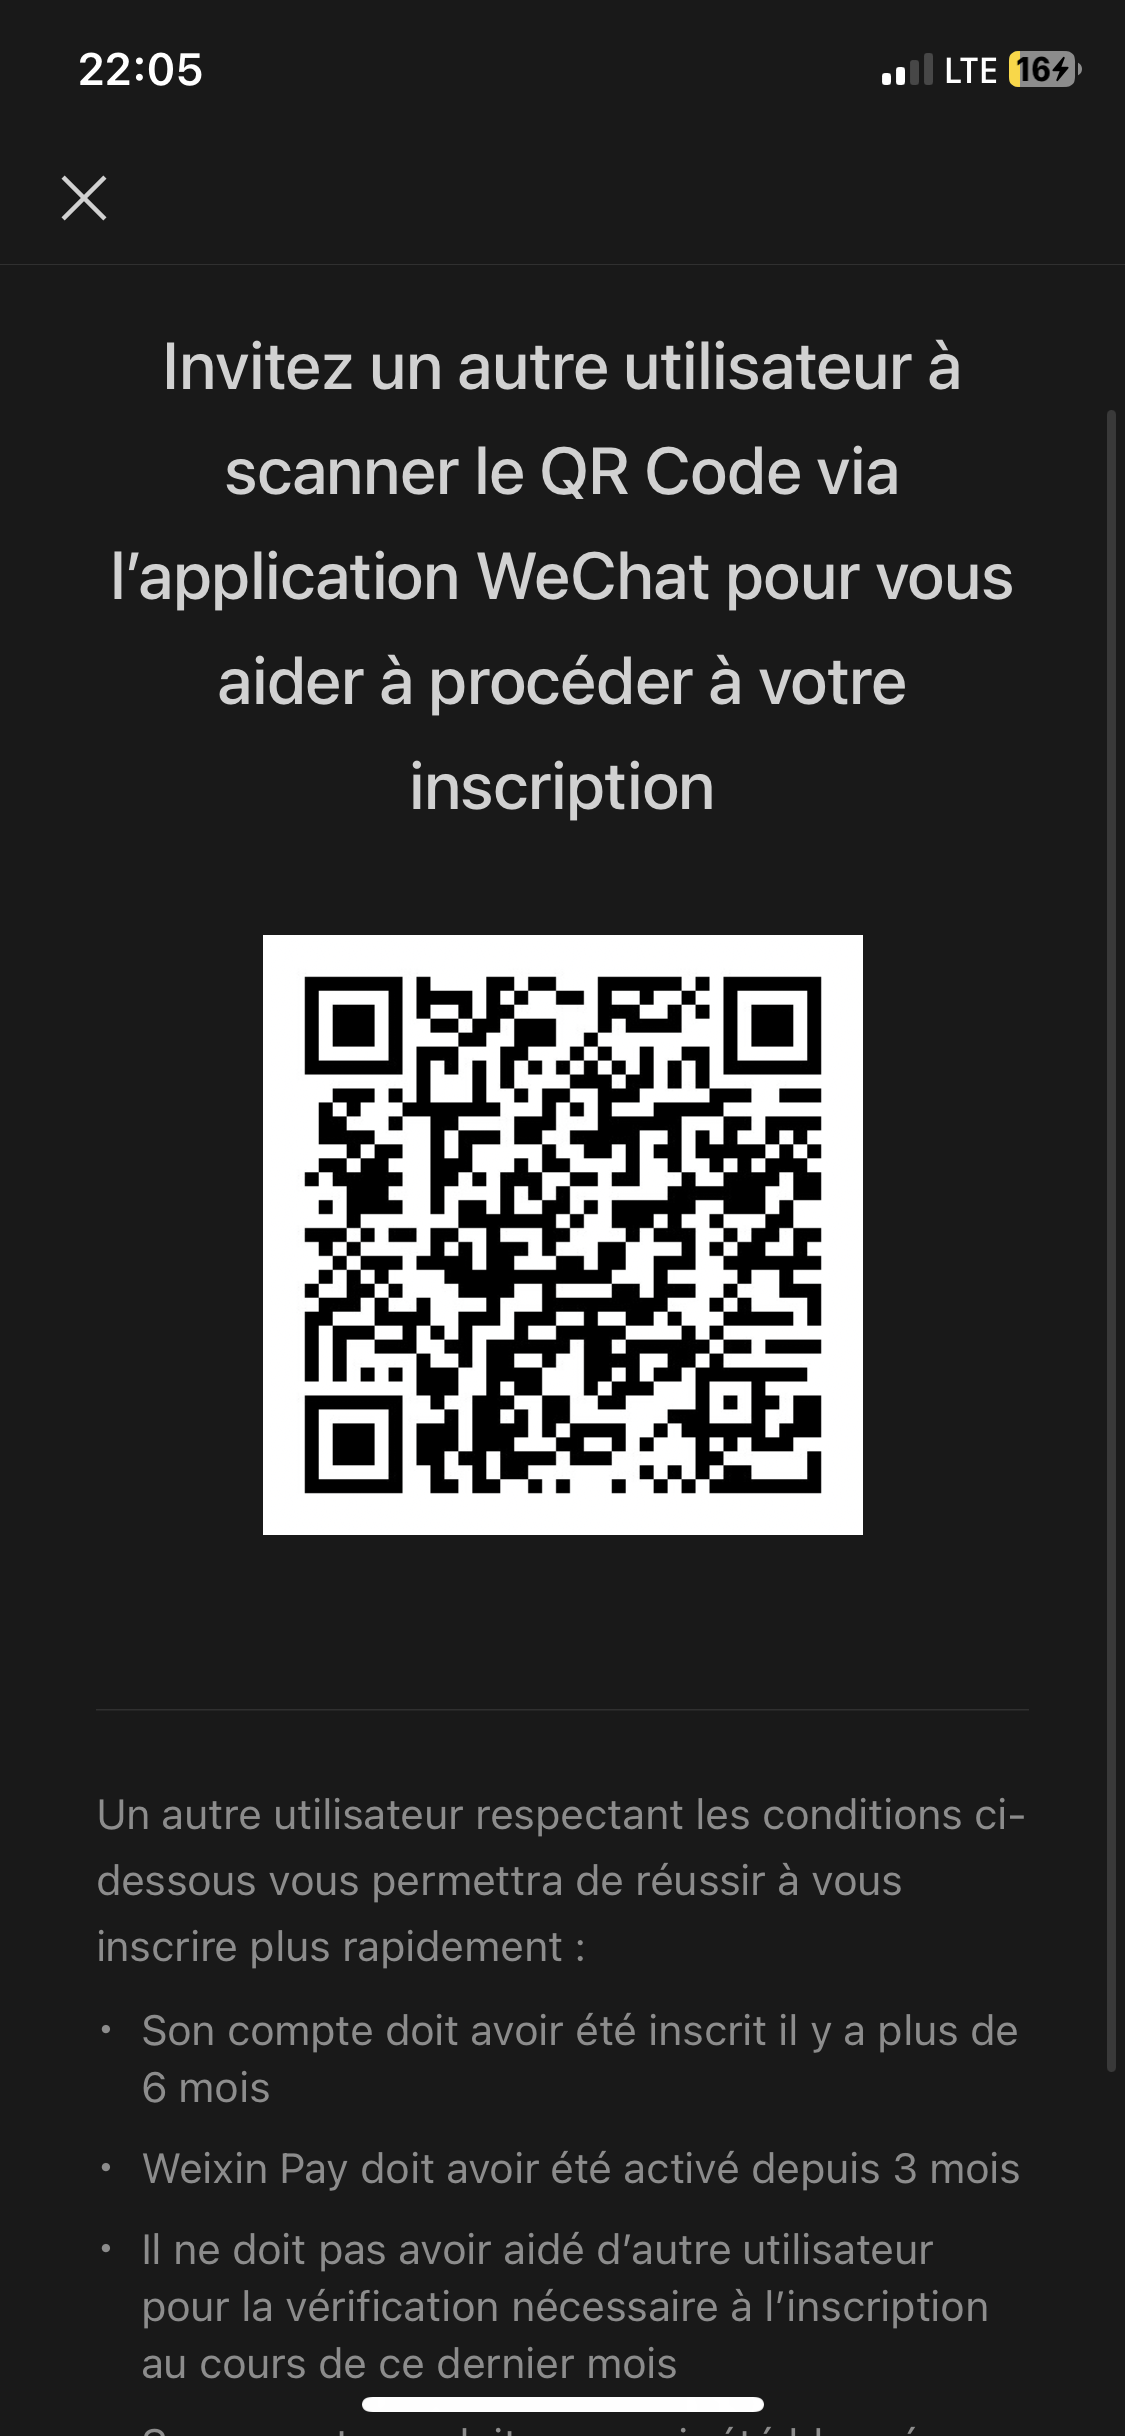 22:05
LTE 16
Invitez un autre utilisateur à
scanner le QR Code via
l’application WeChat pour vous
aider à procéder à votre
inscription
Un autre utilisateur respectant les conditions ci-
dessous vous permettra de réussir à vous
inscrire plus rapidement :
• Son compte doit avoir été inscrit il y a plus de
6 mois
• Weixin Pay doit avoir été activé depuis 3 mois
• Il ne doit pas avoir aidé d’autre utilisateur
pour la vérification nécessaire à l’inscription
au cours de ce dernier mois